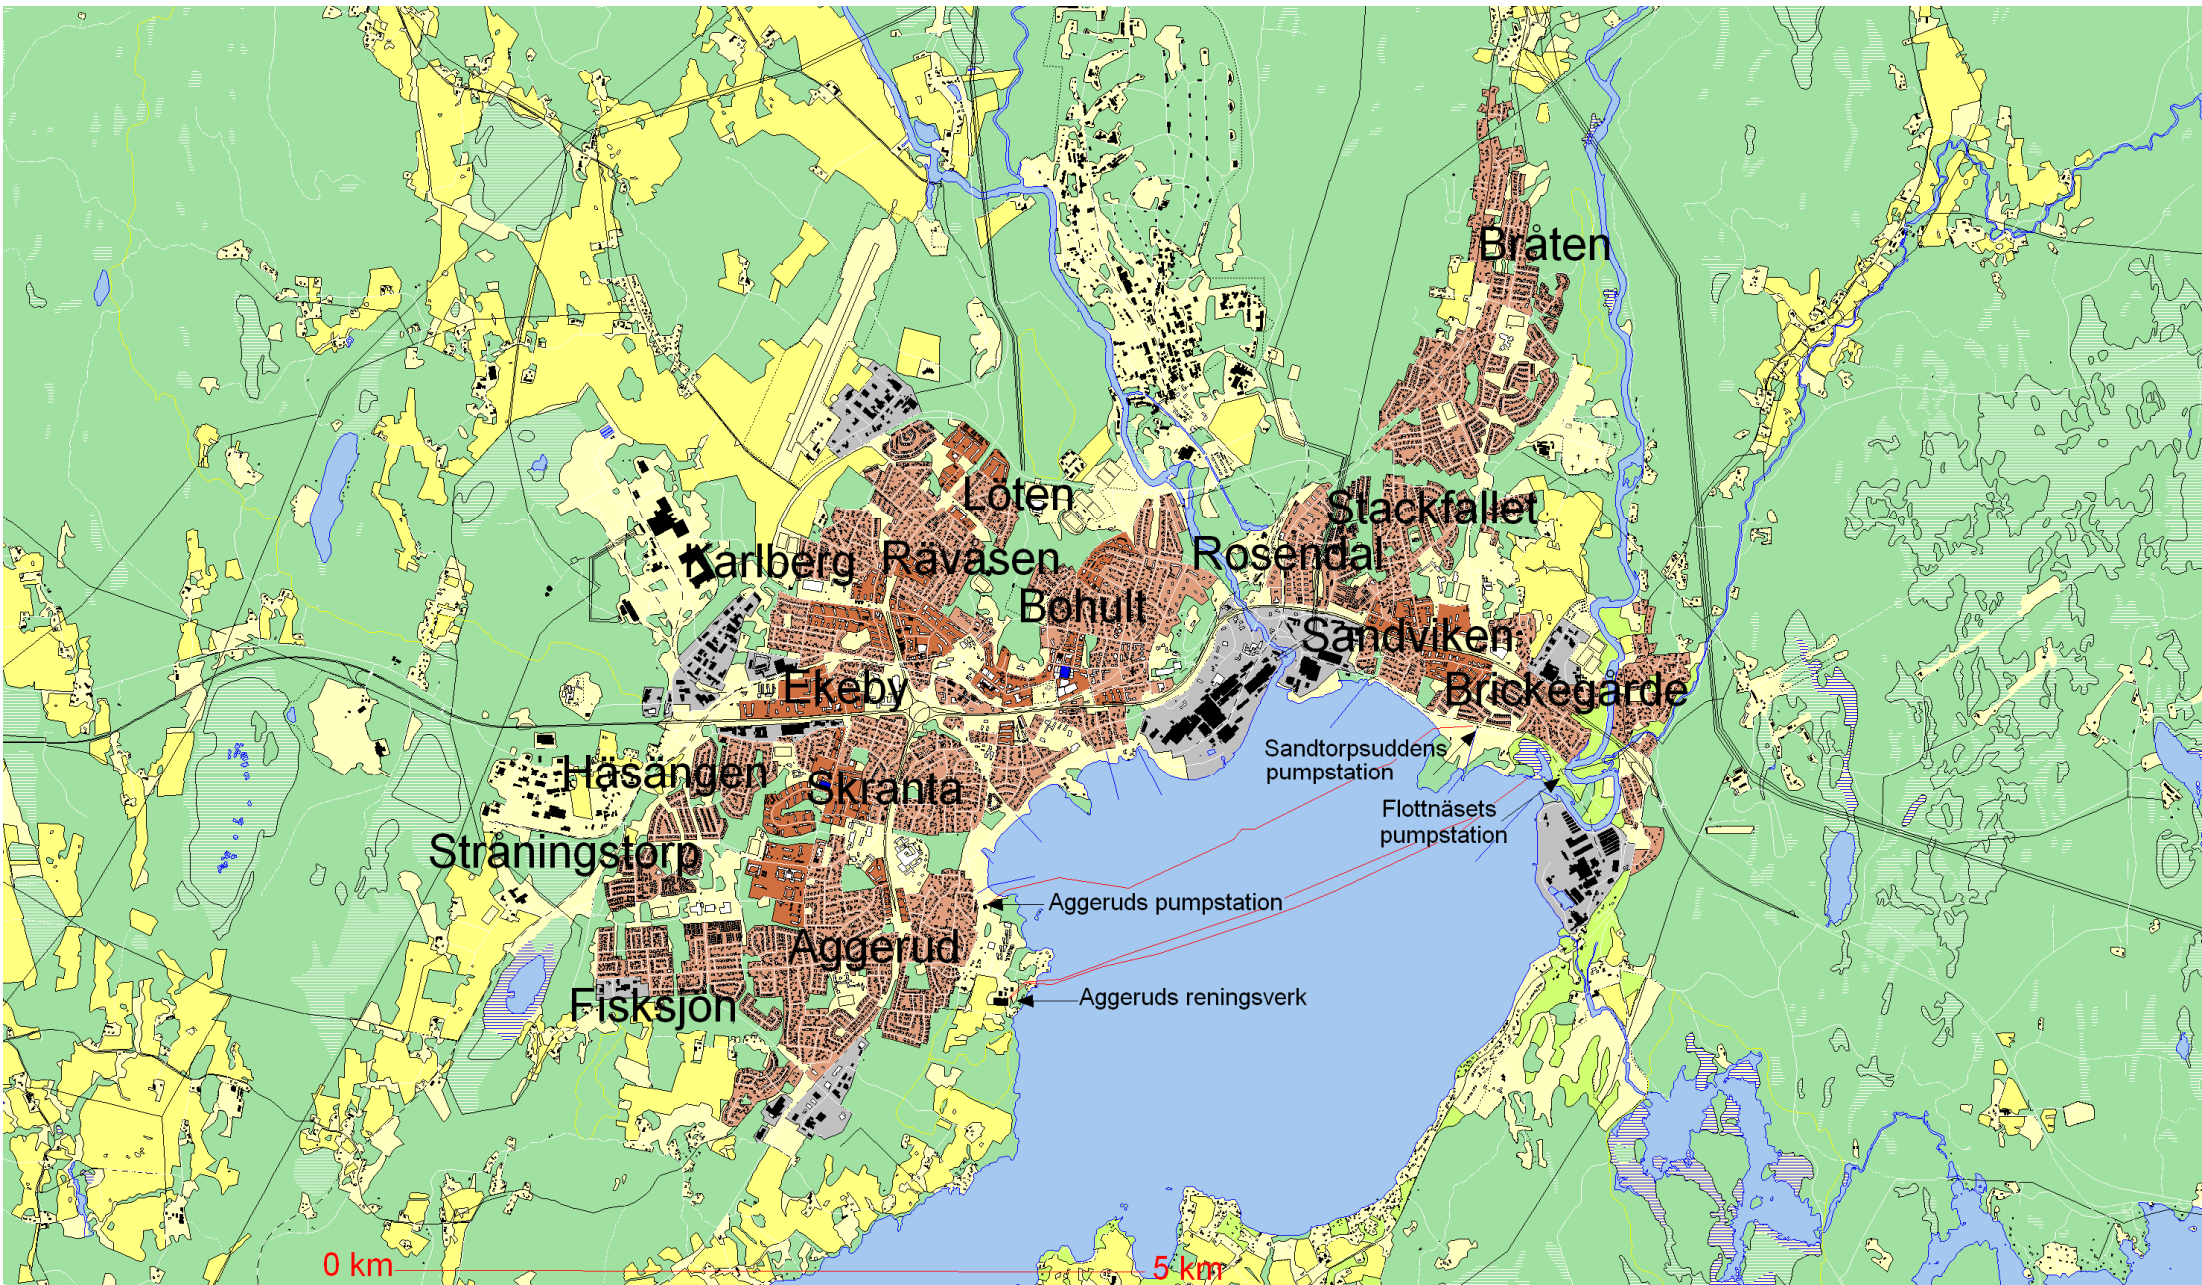 Bråten
Löten
Stackfallet
Karlberg
Råvåsen
Rosendal
Bohult
Sandviken
Ekeby
Brickegårde
Sandtorpsuddens
pumpstation
Häsängen
Skranta
Flottnäsets
pumpstation
Stråningstorp
Aggeruds pumpstation
Aggerud
Aggeruds reningsverk
Fisksjön
0 km
5 km